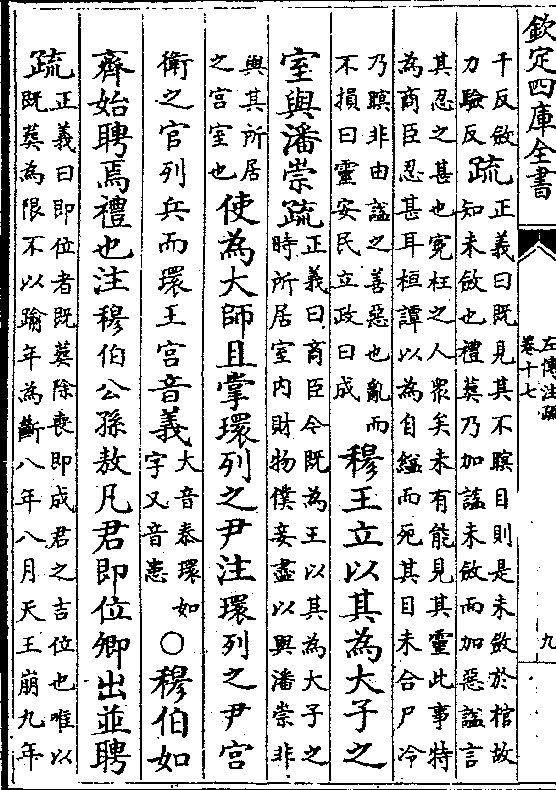 欽定四庫全書
左傳注疏
卷十七
九
千反斂
力驗反
疏
正義曰既見其不瞑目則是未斂於棺故
知未斂也禮葬乃加諡未斂而加惡諡言
其忍之甚也寃枉之人衆矣未有能見其靈此事特
為商臣忍甚耳桓譚以為自縊而死其目未合尸冷
乃瞑非由諡之善惡也亂而
不損曰靈安民立政曰成
穆王立以其為大子之
室與潘崇疏
正義曰商臣今既為王以其為大子之
時所居室内財物僕妾盡以與潘崇非
與其所居
之宫室也
使為大師且掌環列之尹注環列之尹宫
衛之官列兵而環王宫音義
大音泰環如
字又音患
○穆伯如
齊始聘焉禮也注穆伯公孫敖凡君即位卿出並聘
疏
正義曰即位者既葬除喪即成君之吉位也唯以
既葬為限不以踰年為斷八年八月天王崩九年